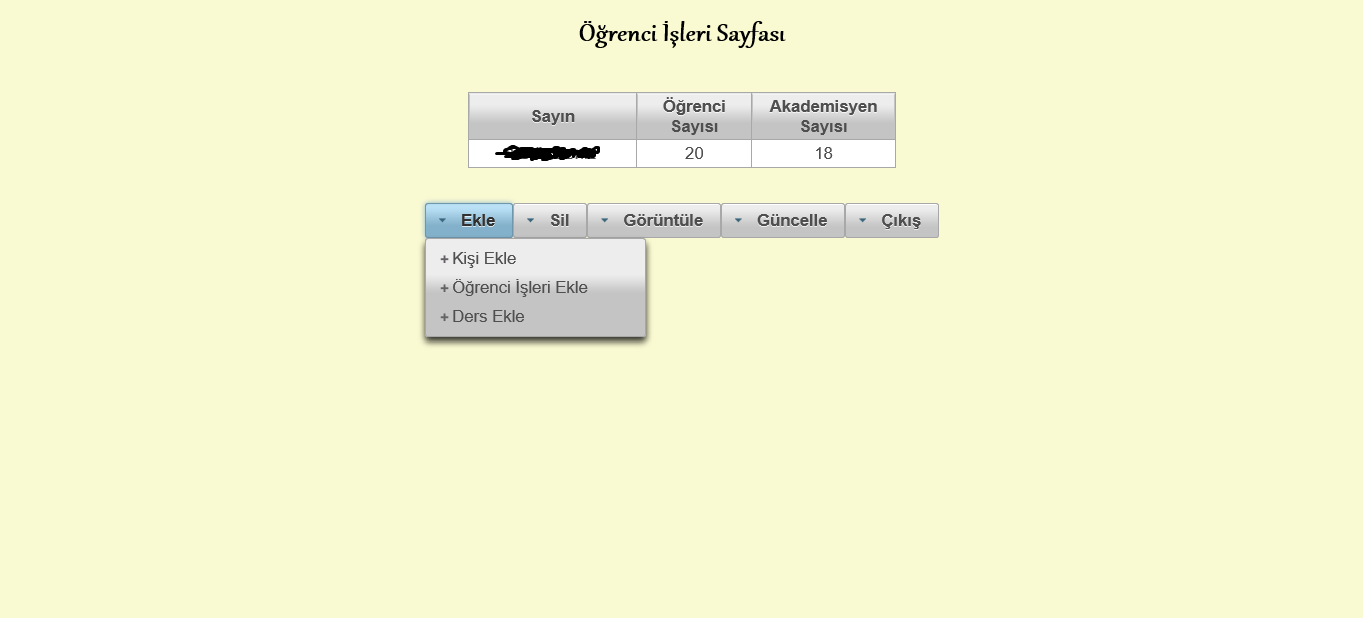 Öğrenci İşleri Sayfası
Sayın
Öğrenci
Sayısı
Akademisyen
Sayısı
20
18
Ekle
Sil
Görüntüle
Güncelle
Çıkış
+ Kişi Ekle
+ Öğrenci İşleri Ekle
+ Ders Ekle